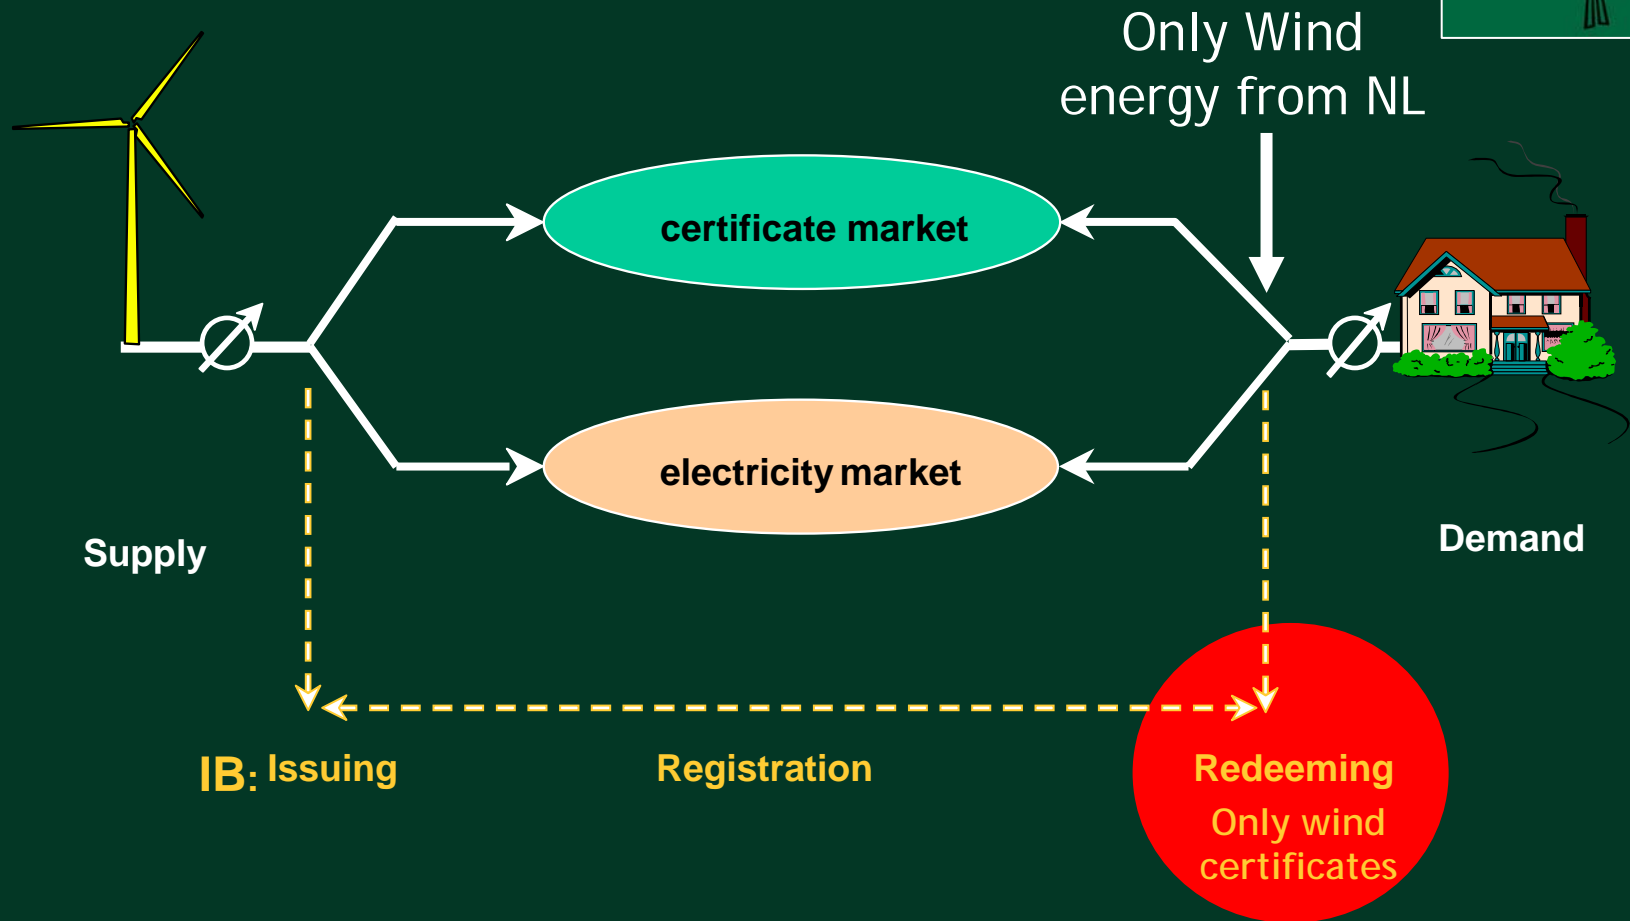 Only Wind
energy from NL
certificate market
electricity market
Supply
Demand
IB: Issuing
Registration
Redeeming
Only wind
certificates